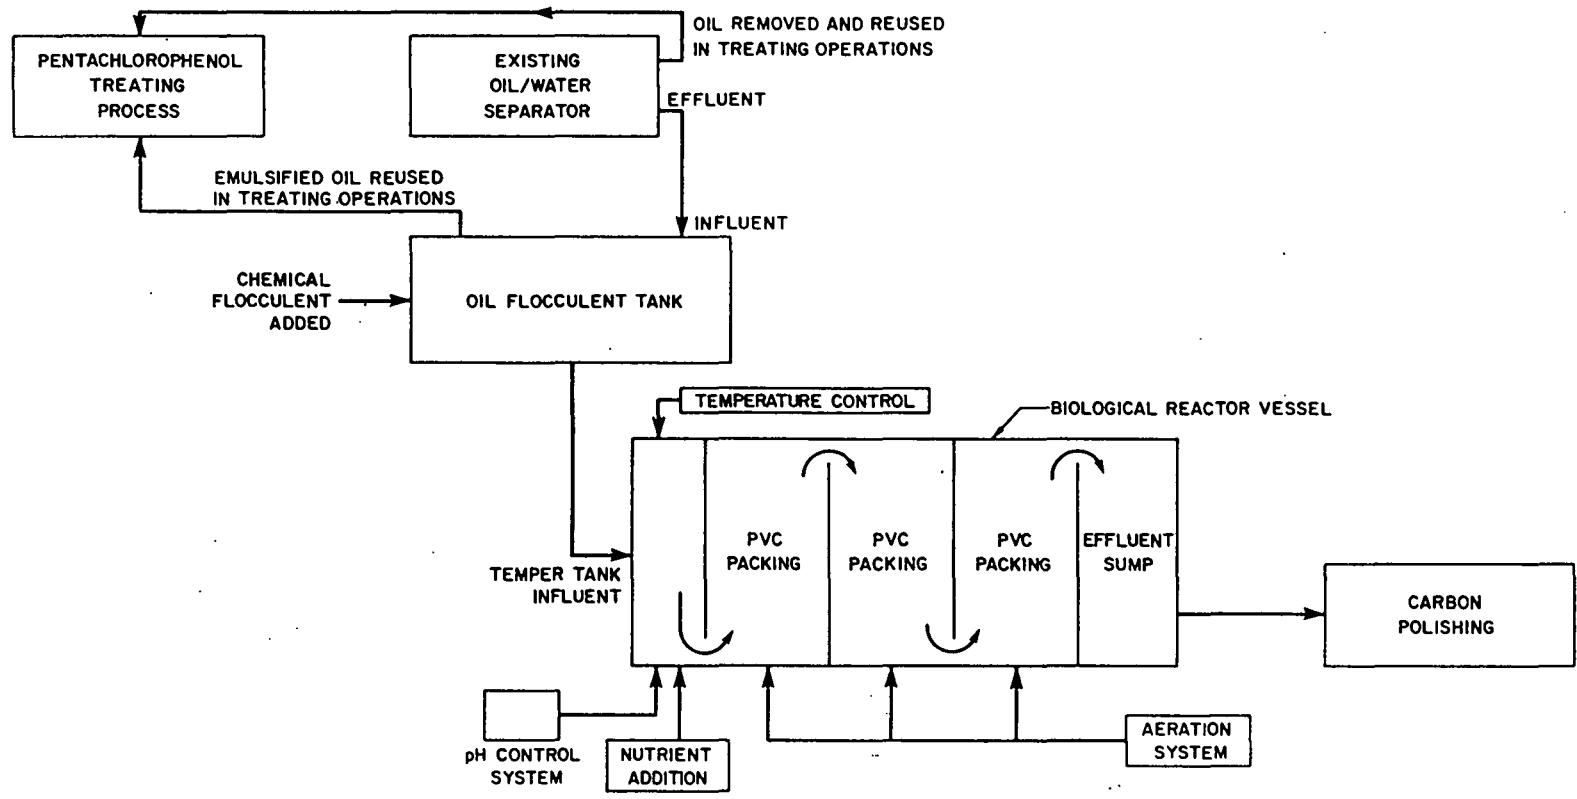 OIL REMOVED AND REUSED
IN TREATING OPERATIONS
PENTACHLOROPHENOL
TREATING
PROCESS
EXISTING
OIL/WATER
SEPARATOR
EFFLUENT
EMULSIFIED OIL REUSED
IN TREATING OPERATIONS
INFLUENT
CHEMICAL
FLOCCULENT
ADDED
OIL FLOCCULENT TANK
TEMPERATURE CONTROL
BIOLOGICAL REACTOR VESSEL
PVC
PACKING
PVC
PACKING
PVC
PACKING
EFFLUENT
SUMP
TEMPER TANK
INFLUENT
CARBON
POLISHING
pH CONTROL
SYSTEM
NUTRIENT
ADDITION
AERATION
SYSTEM